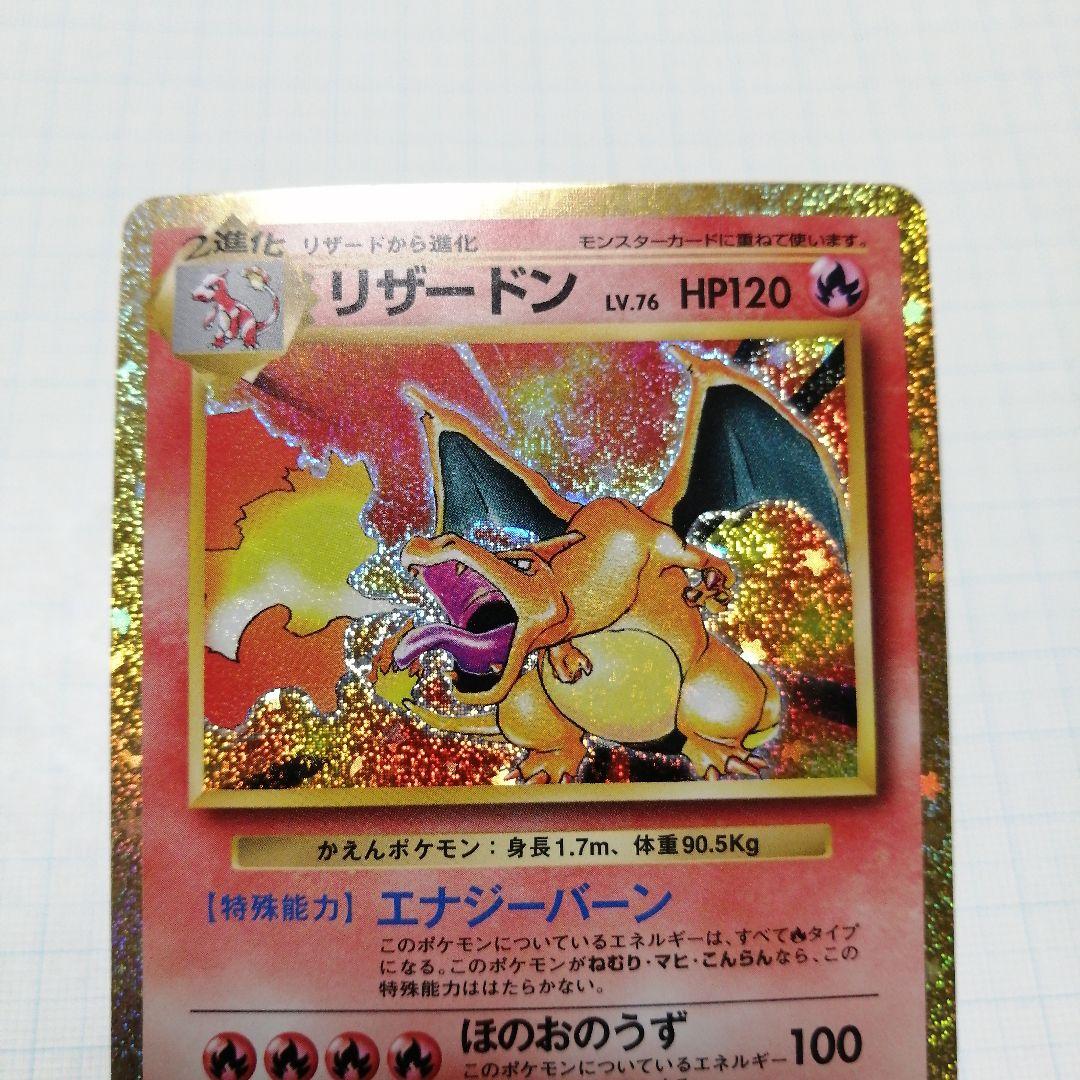 2進化 リザードから進化 モンスターカードに重ねて使います。
リザードン LV.76 HP120
かえんポケモン：身長1.7m、体重90.5Kg
【特殊能力】 エナジーバーン
このポケモンについているエネルギーは、すべて🔥タイプ
になる。このポケモンがねむり・マヒ・こんらんなら、この
特殊能力ははたらかない。
ほのおのうず 100
このポケモンについているエネルギー